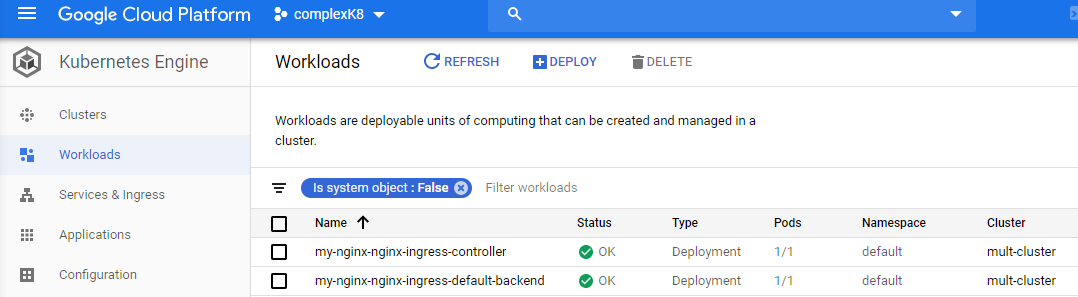 Google Cloud Platform complexK8
Kubernetes Engine
Workloads REFRESH DEPLOY DELETE
Clusters
Workloads
Services & Ingress
Applications
Configuration
Workloads are deployable units of computing that can be created and managed in a
cluster.
Is system object : False Filter workloads
Name Status Type Pods Namespace Cluster
my-nginx-nginx-ingress-controller OK Deployment 1/1 default mult-cluster
my-nginx-nginx-ingress-default-backend OK Deployment 1/1 default mult-cluster